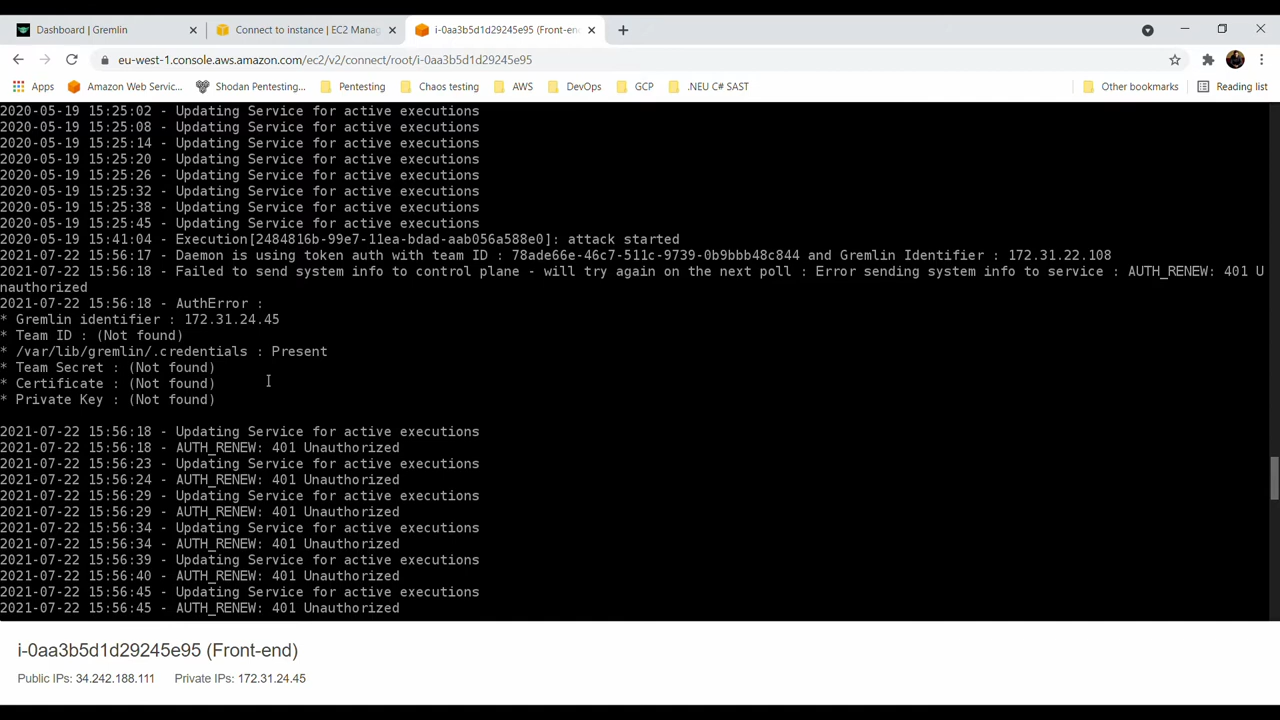 Dashboard | Gremlin
Connect to instance | EC2 Manag
i-0aa3b5d1d29245e95 (Front-en
eu-west-1.console.aws.amazon.com/ec2/v2/connect/root/i-0aa3b5d1d29245e95
Apps Amazon Web Servic... Shodan Pentesting... Pentesting Chaos testing AWS DevOps GCP .NEU C# SAST Other bookmarks Reading list
2020-05-19 15:25:02 - Updating Service for active executions
2020-05-19 15:25:08 - Updating Service for active executions
2020-05-19 15:25:14 - Updating Service for active executions
2020-05-19 15:25:20 - Updating Service for active executions
2020-05-19 15:25:26 - Updating Service for active executions
2020-05-19 15:25:32 - Updating Service for active executions
2020-05-19 15:25:38 - Updating Service for active executions
2020-05-19 15:25:45 - Updating Service for active executions
2020-05-19 15:41:04 - Execution[2484816b-99e7-11ea-bdad-aab056a588e0]: attack started
2021-07-22 15:56:17 - Daemon is using token auth with team ID : 78ade66e-46c7-511c-9739-0b9bbb48c844 and Gremlin Identifier : 172.31.22.108
2021-07-22 15:56:18 - Failed to send system info to control plane - will try again on the next poll : Error sending system info to service : AUTH_RENEW: 401 U
nauthorized
2021-07-22 15:56:18 - AuthError :
* Gremlin identifier : 172.31.24.45
* Team ID : (Not found)
* /var/lib/gremlin/.credentials : Present
* Team Secret : (Not found)
* Certificate : (Not found)
* Private Key : (Not found)
2021-07-22 15:56:18 - Updating Service for active executions
2021-07-22 15:56:18 - AUTH_RENEW: 401 Unauthorized
2021-07-22 15:56:23 - Updating Service for active executions
2021-07-22 15:56:24 - AUTH_RENEW: 401 Unauthorized
2021-07-22 15:56:29 - Updating Service for active executions
2021-07-22 15:56:29 - AUTH_RENEW: 401 Unauthorized
2021-07-22 15:56:34 - Updating Service for active executions
2021-07-22 15:56:34 - AUTH_RENEW: 401 Unauthorized
2021-07-22 15:56:39 - Updating Service for active executions
2021-07-22 15:56:40 - AUTH_RENEW: 401 Unauthorized
2021-07-22 15:56:45 - Updating Service for active executions
2021-07-22 15:56:45 - AUTH_RENEW: 401 Unauthorized
i-0aa3b5d1d29245e95 (Front-end)
Public IPs: 34.242.188.111 Private IPs: 172.31.24.45